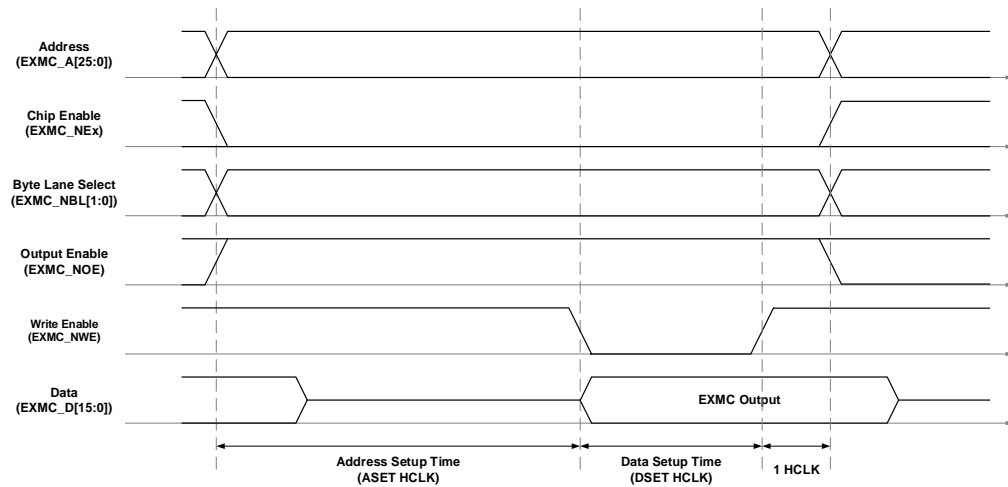 Address
(EXMC_A[25:0])
Chip Enable
(EXMC_NEx)
Byte Lane Select
(EXMC_NBL[1:0])
Output Enable
(EXMC_NOE)
Write Enable
(EXMC_NWE)
Data
(EXMC_D[15:0])
EXMC Output
Address Setup Time
(ASET HCLK)
Data Setup Time
(DSET HCLK)
1 HCLK